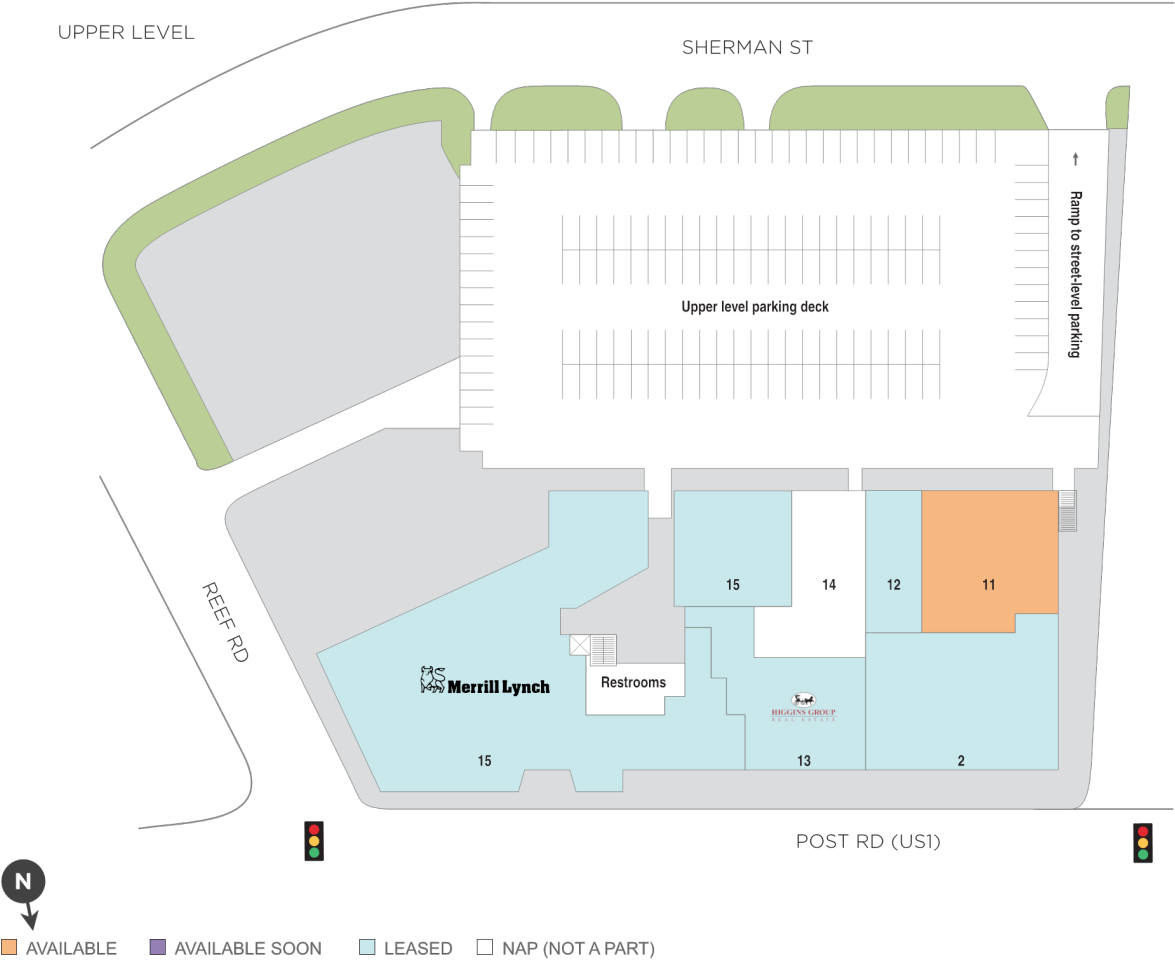 UPPER LEVEL
SHERMAN ST
Ramp to street-level parking
Upper level parking deck
REEF RD
15
14
12
11
Merrill Lynch
Restrooms
HIGGINS GROUP
REAL ESTATE
15
13
2
POST RD (US1)
N
AVAILABLE
AVAILABLE SOON
LEASED
NAP (NOT A PART)